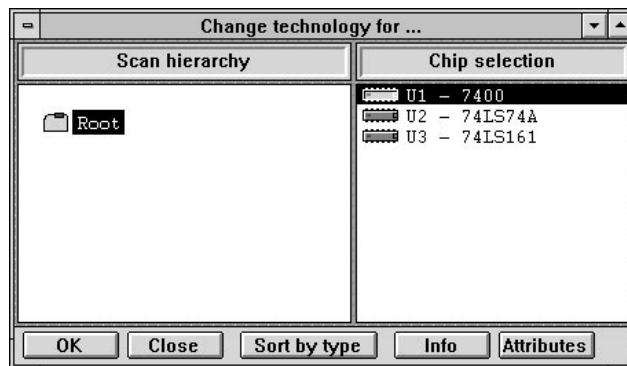 Change technology for ...
Scan hierarchy
Chip selection
Root
U1 - 7400
U2 - 74LS74A
U3 - 74LS161
OK Close Sort by type Info Attributes